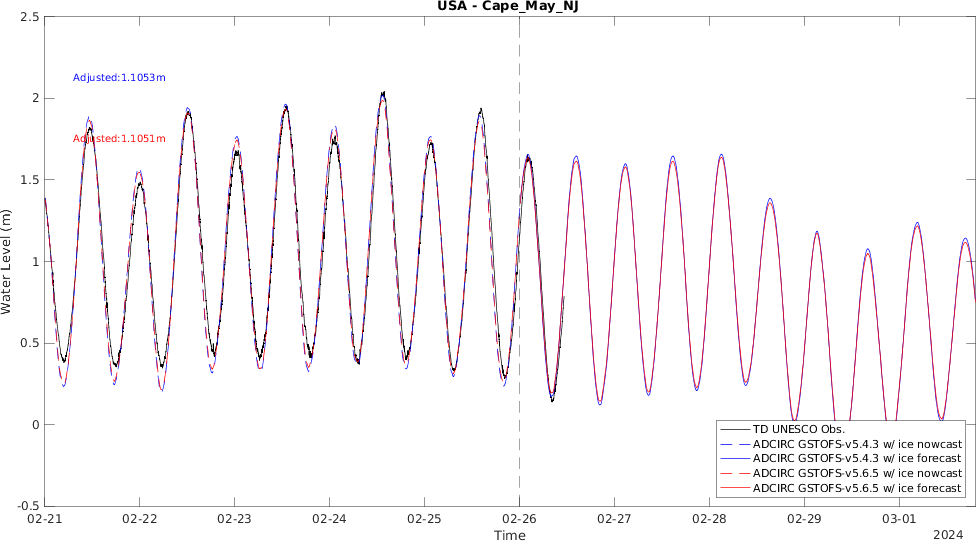 USA - Cape_May_NJ
2.5
Adjusted:1.1053m
2
Adjusted:1.1051m
1.5
Water Level (m)
1
0.5
0
TD UNESCO Obs.
ADCIRC GSTOFS-v5.4.3 w/ ice nowcast
ADCIRC GSTOFS-v5.4.3 w/ ice forecast
ADCIRC GSTOFS-v5.6.5 w/ ice nowcast
ADCIRC GSTOFS-v5.6.5 w/ ice forecast
-0.5
02-21 02-22 02-23 02-24 02-25 02-26 02-27 02-28 02-29 03-01
Time
2024